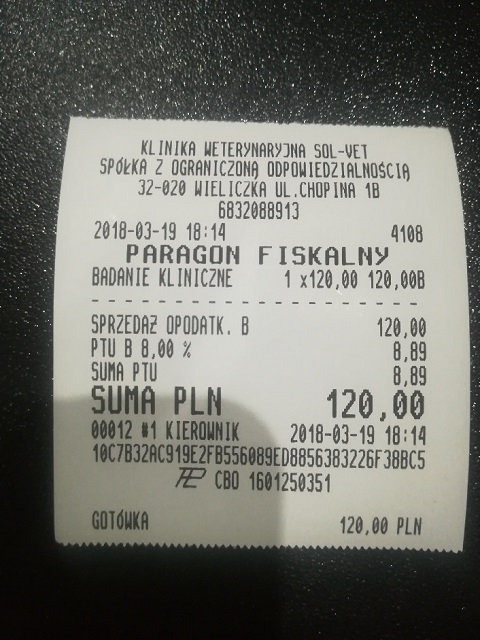 KLINIKA WETERYNARYJNA SOL-VET
SPÓŁKA Z OGRANICZONĄ ODPOWIEDZIALNOŚCIĄ
32-020 WIELICZKA UL.CHOPINA 1B
6832088913
2018-03-19 18:14 4108
PARAGON FISKALNY
BADANIE KLINICZNE 1 x120,00 120,00B
SPRZEDAŻ OPODATK. B 120,00
PTU B 8,00 % 8,89
SUMA PTU 8,89
SUMA PLN 120,00
00012 #1 KIEROWNIK 2018-03-19 18:14
10C7B32AC919E2FB556089ED8856383226F38BC5
CBO 1601250351
GOTÓWKA 120,00 PLN